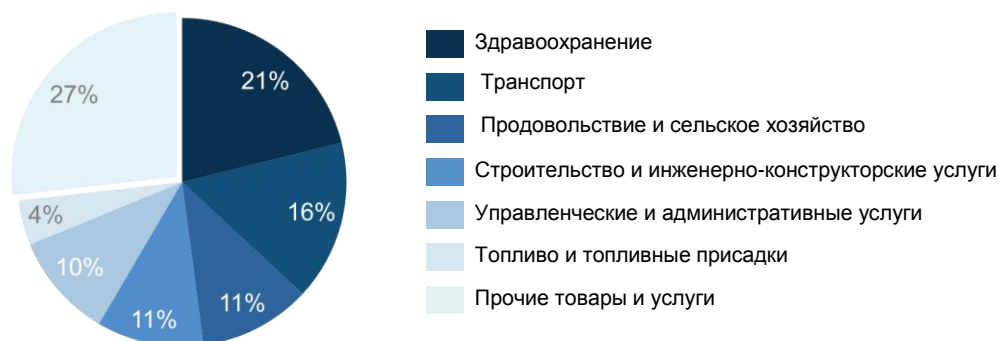 21%
16%
11%
11%
10%
4%
27%
Здравоохранение
Транспорт
Продовольствие и сельское хозяйство
Строительство и инженерно-конструкторские услуги
Управленческие и административные услуги
Топливо и топливные присадки
Прочие товары и услуги